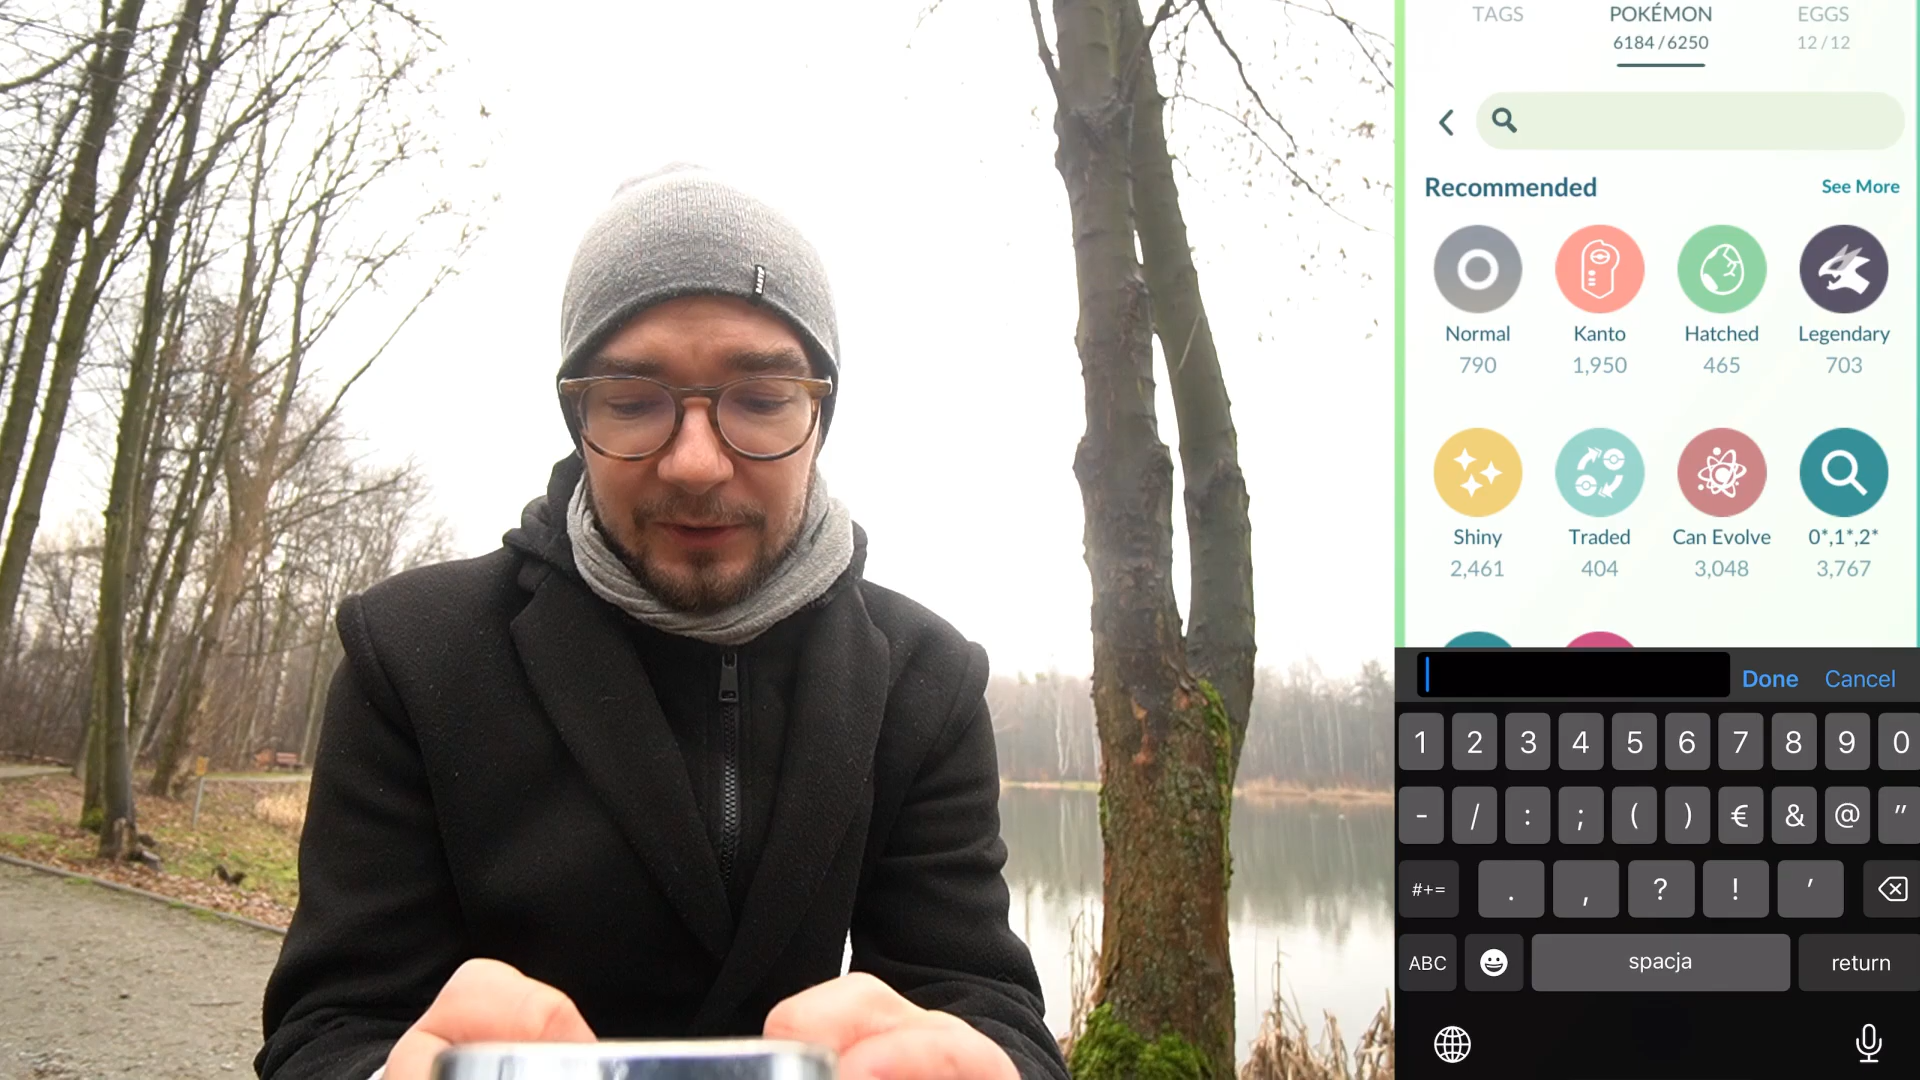 TAGS
POKÉMON
EGGS
6184 / 6250
12 / 12
Recommended
See More
Normal
Kanto
Hatched
Legendary
790
1,950
465
703
Shiny
Traded
Can Evolve
0*,1*,2*
2,461
404
3,048
3,767
Done
Cancel
1 2 3 4 5 6 7 8 9 0
- / : ; ( ) € & @ "
#+= . , ? ! '
ABC
spacja
return